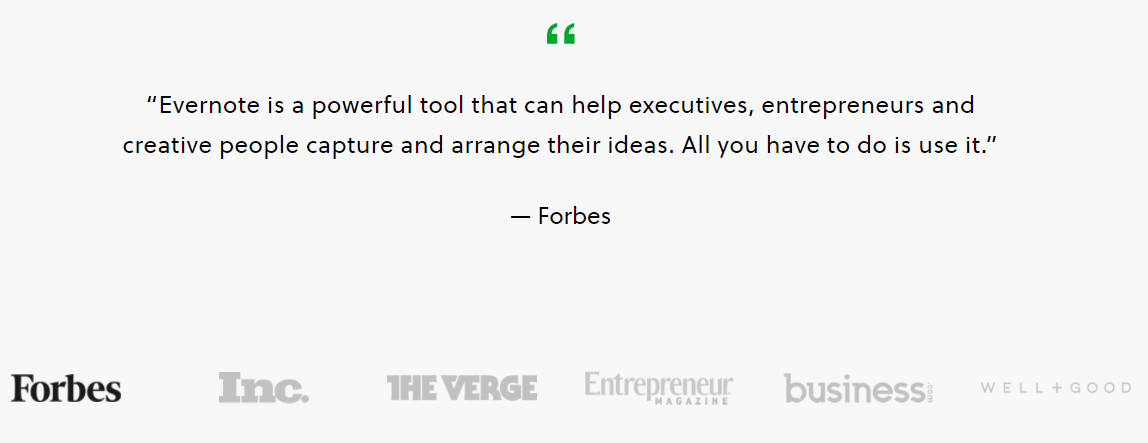 “
“Evernote is a powerful tool that can help executives, entrepreneurs and
creative people capture and arrange their ideas. All you have to do is use it.”
— Forbes
Forbes
Inc.
THE VERGE
Entrepreneur
MAGAZINE
business.com
WELL+GOOD